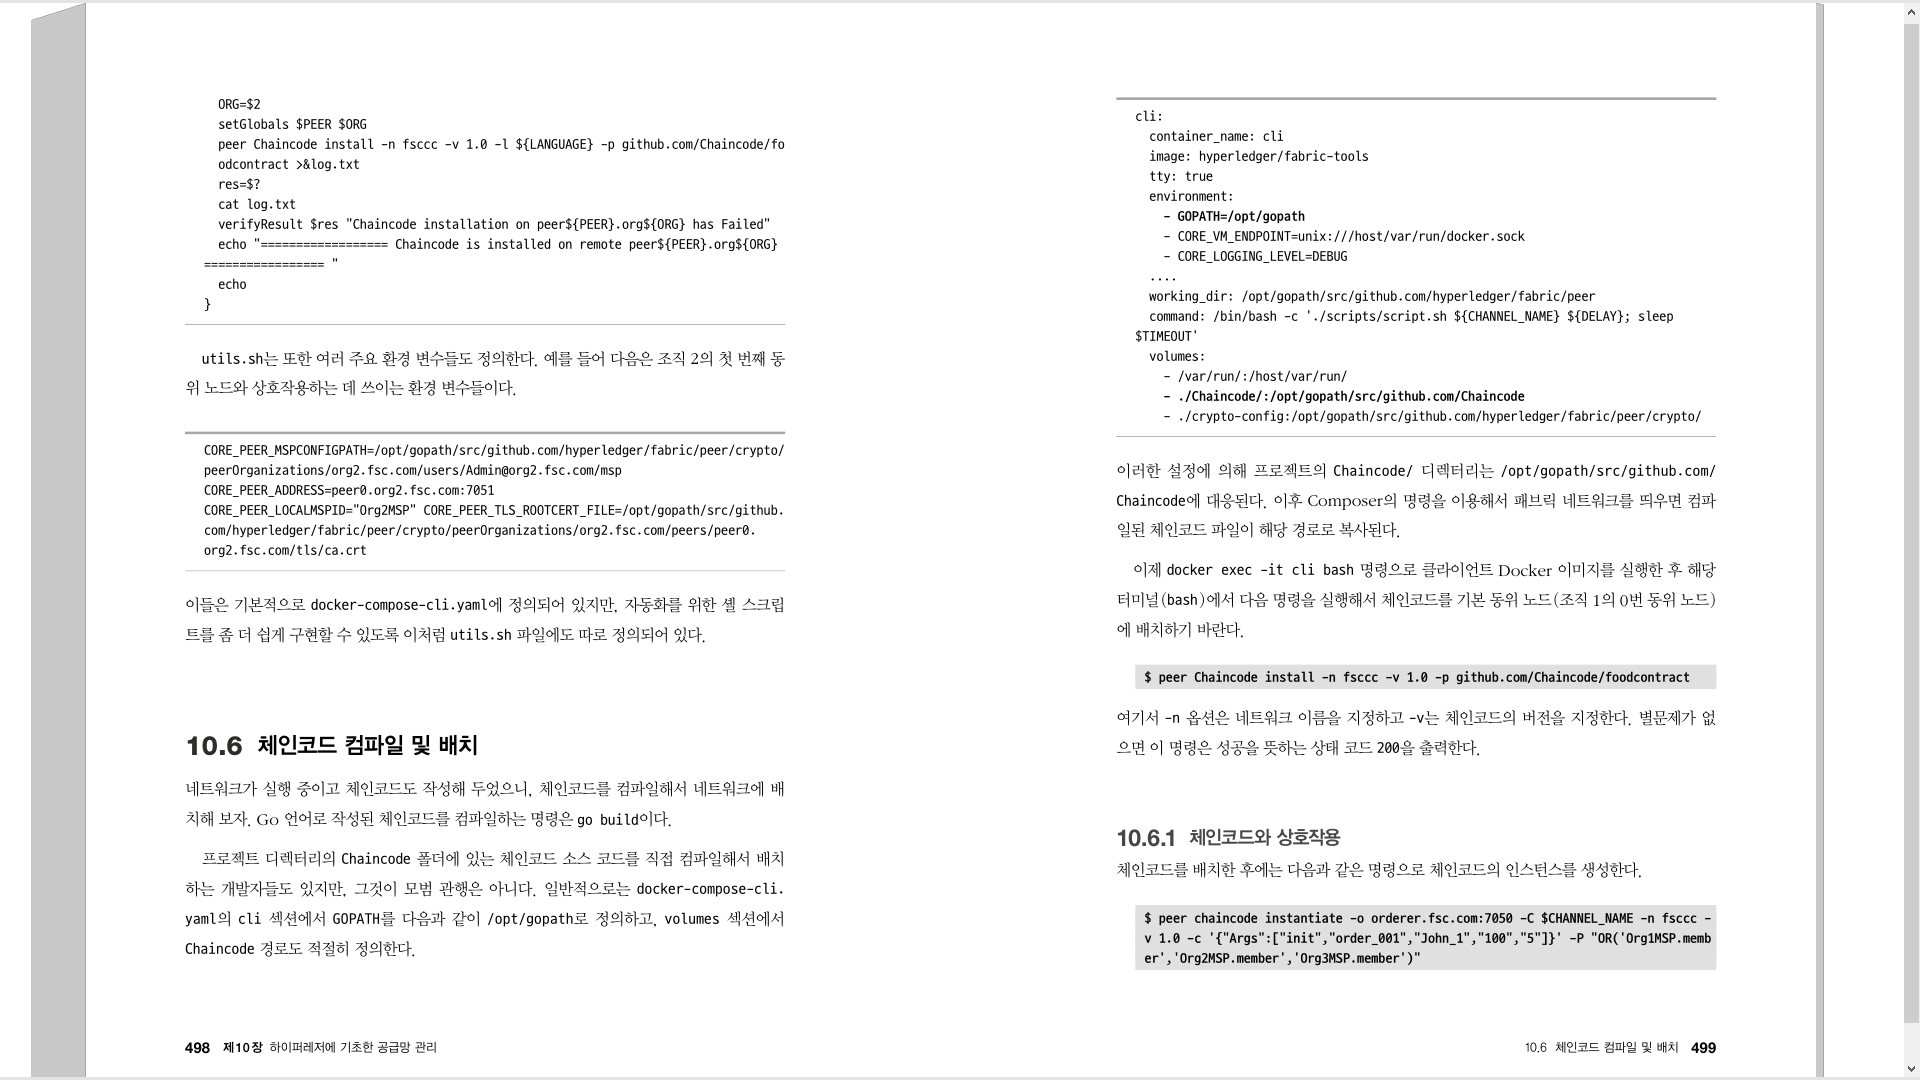 ORG=$2
setGlobals $PEER $ORG
peer Chaincode install -n fsccc -v 1.0 -l ${LANGUAGE} -p github.com/Chaincode/fo
odcontract >&log.txt
res=$?
cat log.txt
verifyResult $res "Chaincode installation on peer${PEER}.org${ORG} has Failed"
echo "================== Chaincode is installed on remote peer${PEER}.org${ORG}
================= "
echo
}
utils.sh는 또한 여러 주요 환경 변수들도 정의한다. 예를 들어 다음은 조직 2의 첫 번째 동
위 노드와 상호작용하는 데 쓰이는 환경 변수들이다.
CORE_PEER_MSPCONFIGPATH=/opt/gopath/src/github.com/hyperledger/fabric/peer/crypto/
peerOrganizations/org2.fsc.com/users/Admin@org2.fsc.com/msp
CORE_PEER_ADDRESS=peer0.org2.fsc.com:7051
CORE_PEER_LOCALMSPID="Org2MSP" CORE_PEER_TLS_ROOTCERT_FILE=/opt/gopath/src/github.
com/hyperledger/fabric/peer/crypto/peerOrganizations/org2.fsc.com/peers/peer0.
org2.fsc.com/tls/ca.crt
이들은 기본적으로 docker-compose-cli.yaml에 정의되어 있지만, 자동화를 위한 셸 스크립
트를 좀 더 쉽게 구현할 수 있도록 이처럼 utils.sh 파일에도 따로 정의되어 있다.
10.6 체인코드 컴파일 및 배치
네트워크가 실행 중이고 체인코드도 작성해 두었으니, 체인코드를 컴파일해서 네트워크에 배
치해 보자. Go 언어로 작성된 체인코드를 컴파일하는 명령은 go build이다.
프로젝트 디렉터리의 Chaincode 폴더에 있는 체인코드 소스 코드를 직접 컴파일해서 배치
하는 개발자들도 있지만, 그것이 모범 관행은 아니다. 일반적으로는 docker-compose-cli.
yaml의 cli 섹션에서 GOPATH를 다음과 같이 /opt/gopath로 정의하고, volumes 섹션에서
Chaincode 경로도 적절히 정의한다.
498 제10장 하이퍼레저에 기초한 공급망 관리
cli:
container_name: cli
image: hyperledger/fabric-tools
tty: true
environment:
- GOPATH=/opt/gopath
- CORE_VM_ENDPOINT=unix:///host/var/run/docker.sock
- CORE_LOGGING_LEVEL=DEBUG
....
working_dir: /opt/gopath/src/github.com/hyperledger/fabric/peer
command: /bin/bash -c './scripts/script.sh ${CHANNEL_NAME} ${DELAY}; sleep
$TIMEOUT'
volumes:
- /var/run/:/host/var/run/
- ./Chaincode/:/opt/gopath/src/github.com/Chaincode
- ./crypto-config:/opt/gopath/src/github.com/hyperledger/fabric/peer/crypto/
이러한 설정에 의해 프로젝트의 Chaincode/ 디렉터리는 /opt/gopath/src/github.com/
Chaincode에 대응된다. 이후 Composer의 명령을 이용해서 패브릭 네트워크를 띄우면 컴파
일된 체인코드 파일이 해당 경로로 복사된다.
이제 docker exec -it cli bash 명령으로 클라이언트 Docker 이미지를 실행한 후 해당
터미널(bash)에서 다음 명령을 실행해서 체인코드를 기본 동위 노드(조직 1의 0번 동위 노드)
에 배치하기 바란다.
$ peer Chaincode install -n fsccc -v 1.0 -p github.com/Chaincode/foodcontract
여기서 -n 옵션은 네트워크 이름을 지정하고 -v는 체인코드의 버전을 지정한다. 별문제가 없
으면 이 명령은 성공을 뜻하는 상태 코드 200을 출력한다.
10.6.1 체인코드와 상호작용
체인코드를 배치한 후에는 다음과 같은 명령으로 체인코드의 인스턴스를 생성한다.
$ peer chaincode instantiate -o orderer.fsc.com:7050 -C $CHANNEL_NAME -n fsccc -
v 1.0 -c '{"Args":["init","order_001","John_1","100","5"]}' -P "OR('Org1MSP.memb
er','Org2MSP.member','Org3MSP.member')"
10.6 체인코드 컴파일 및 배치 499